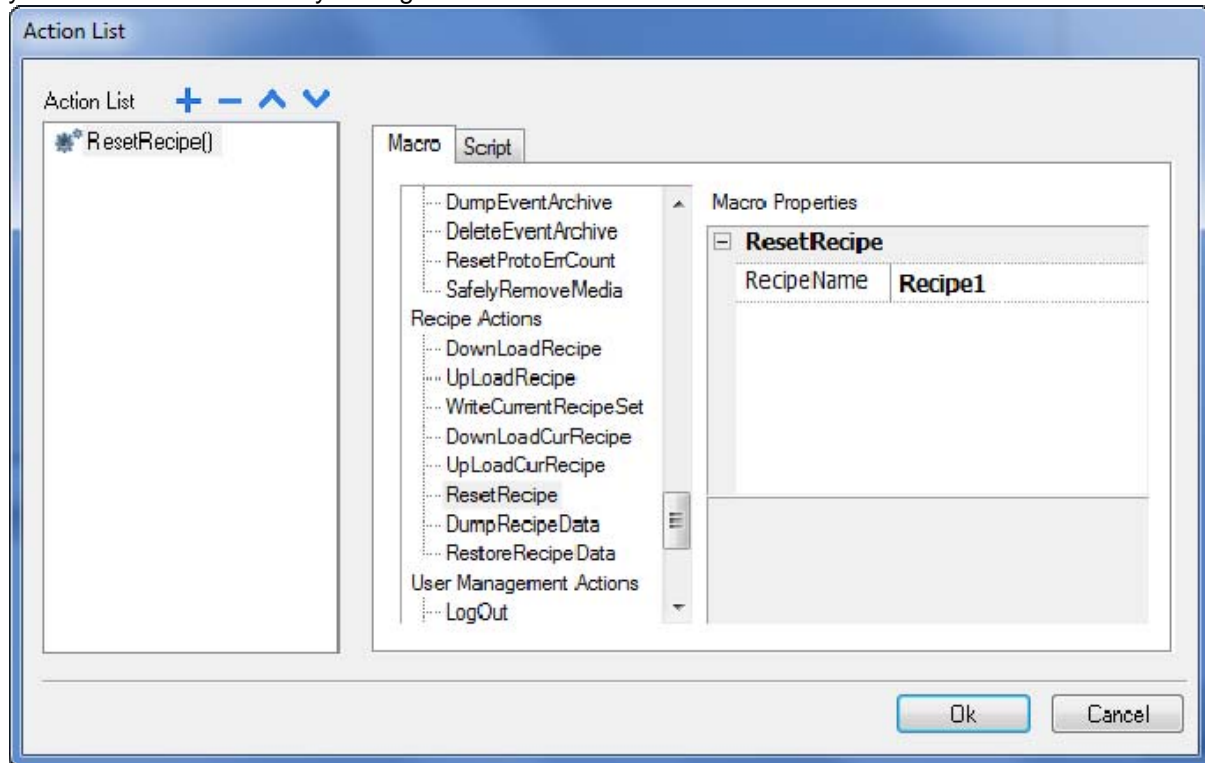 Action List
Action List
ResetRecipe()
Macro Script
DumpEventArchive
DeleteEventArchive
ResetProtoErrCount
SafelyRemoveMedia
Recipe Actions
DownLoadRecipe
UpLoadRecipe
WriteCurrentRecipeSet
DownLoadCurRecipe
UpLoadCurRecipe
ResetRecipe
DumpRecipeData
RestoreRecipeData
User Management Actions
LogOut
Macro Properties
ResetRecipe
RecipeName Recipe1
Ok Cancel